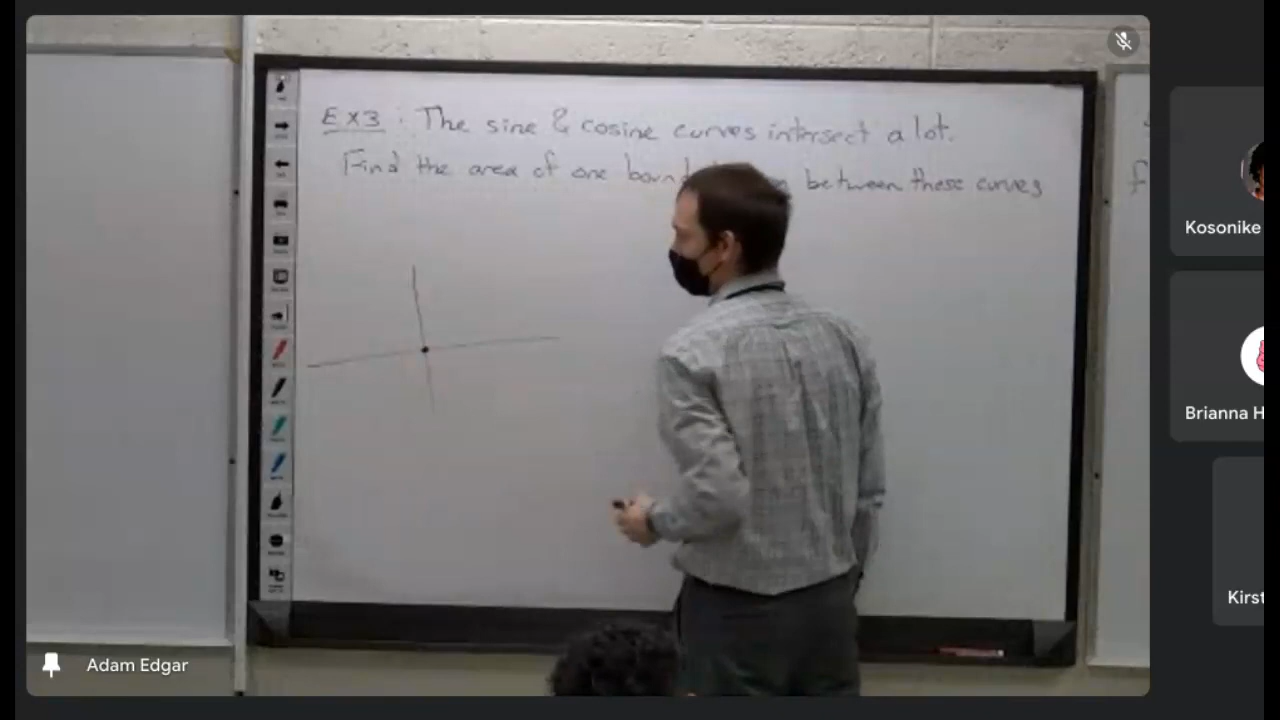 Ex3: The sine & cosine curves intersect a lot.
Find the area of one between these curves
f
Kosonike
Brianna H
Kirst
Adam Edgar